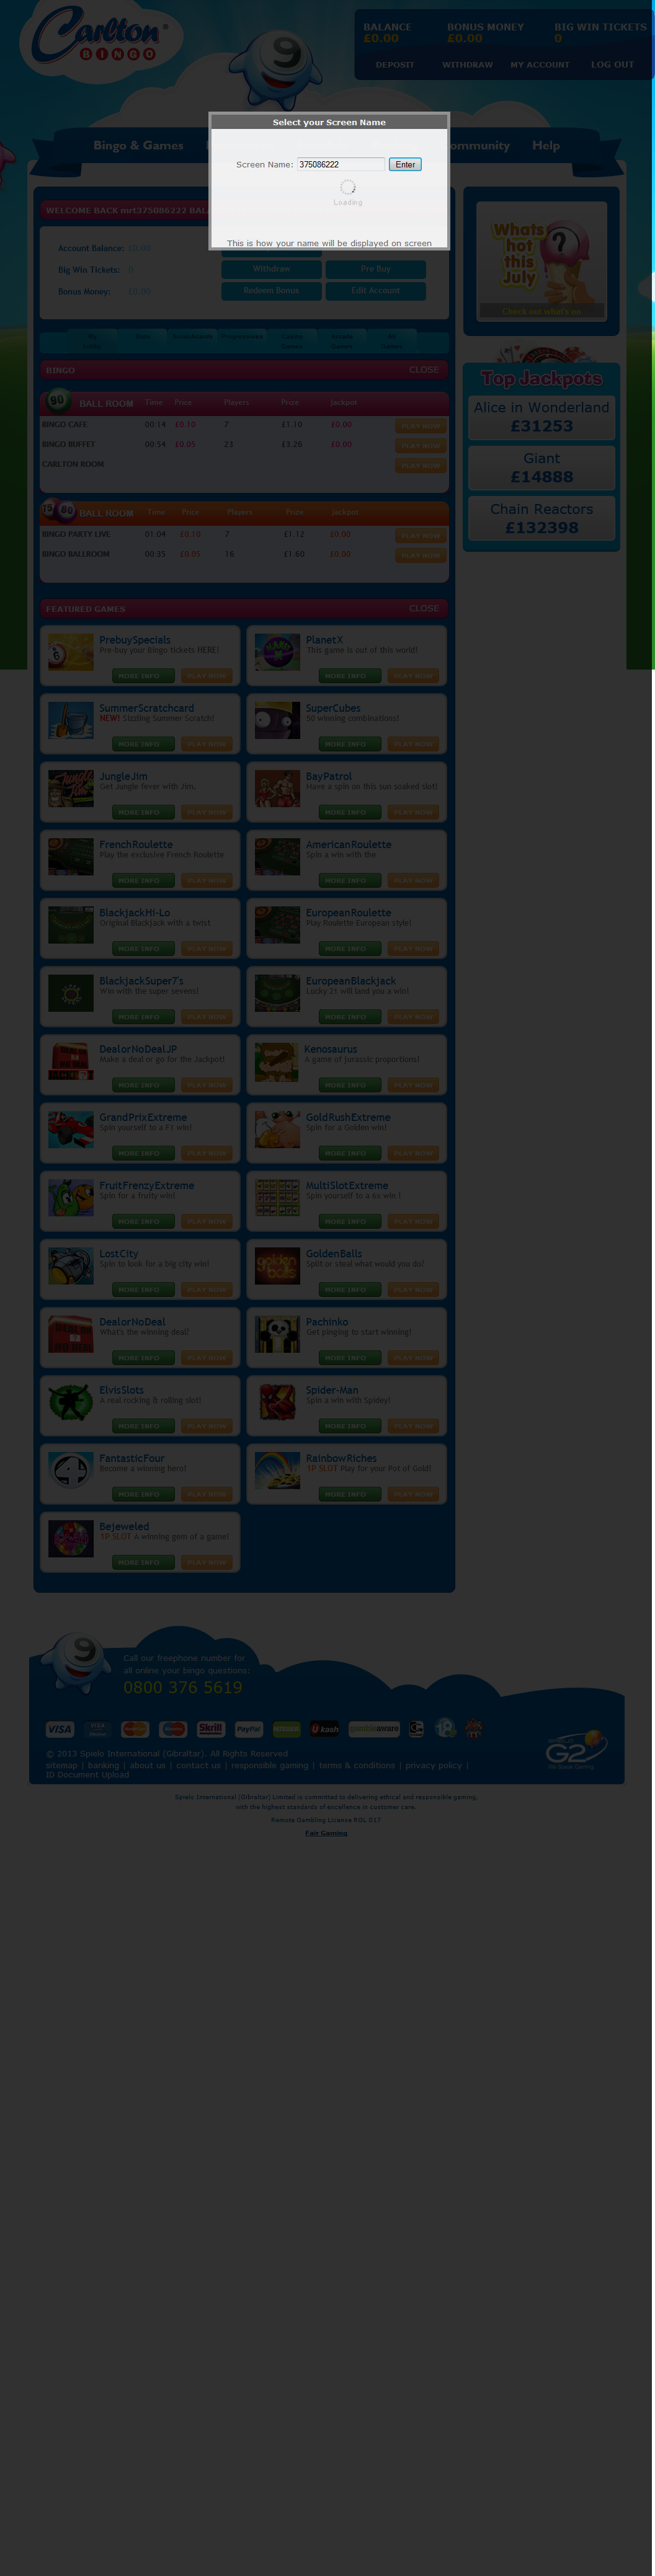 Carlton
BINGO
BALANCE BONUS MONEY BIG WIN TICKETS
£0.00 £0.00 0
DEPOSIT WITHDRAW MY ACCOUNT LOG OUT
Select your Screen Name
Bingo & Games ommunity Help
Screen Name: 375086222 Enter
Loading
This is how your name will be displayed on screen
WELCOME BACK mrt375086222
Account Balance: £0.00
Big Win Tickets: 0
Bonus Money: £0.00
Withdraw Pre Buy
Redeem Bonus Edit Account
Whats
hot
this
July
Check out what's on
BINGO CLOSE
90 BALL ROOM Time Price Players Prize Jackpot
BINGO CAFE 00:14 £0.10 7 £1.10 £0.00 PLAY NOW
BINGO BUFFET 00:54 £0.05 23 £3.26 £0.00 PLAY NOW
CARLTON ROOM PLAY NOW
75 80 BALL ROOM Time Price Players Prize Jackpot
BINGO PARTY LIVE 01:04 £0.10 7 £1.12 £0.00 PLAY NOW
BINGO BALLROOM 00:35 £0.05 16 £1.60 £0.00 PLAY NOW
Top Jackpots
Alice in Wonderland
£31253
Giant
£14888
Chain Reactors
£132398
FEATURED GAMES CLOSE
PrebuySpecials
Pre-buy your Bingo tickets HERE!
MORE INFO PLAY NOW
PlanetX
This game is out of this world!
MORE INFO PLAY NOW
SummerScratchcard
NEW! Sizzling Summer Scratch!
MORE INFO PLAY NOW
SuperCubes
50 winning combinations!
MORE INFO PLAY NOW
JungleJim
Get Jungle fever with Jim.
MORE INFO PLAY NOW
BayPatrol
Have a spin on this sun soaked slot!
MORE INFO PLAY NOW
FrenchRoulette
Play the exclusive French Roulette
MORE INFO PLAY NOW
AmericanRoulette
Spin a win with the
MORE INFO PLAY NOW
BlackjackHi-Lo
Original Blackjack with a twist
MORE INFO PLAY NOW
EuropeanRoulette
Play Roulette European style!
MORE INFO PLAY NOW
BlackjackSuper7's
Win with the super sevens!
MORE INFO PLAY NOW
EuropeanBlackjack
Lucky 21 will land you a win!
MORE INFO PLAY NOW
DealorNoDealJP
Make a deal or go for the Jackpot!
MORE INFO PLAY NOW
Kenosaurus
A game of Jurassic proportions!
MORE INFO PLAY NOW
GrandPrixExtreme
Spin yourself to a F1 win!
MORE INFO PLAY NOW
GoldRushExtreme
Spin for a Golden win!
MORE INFO PLAY NOW
FruitFrenzyExtreme
Spin for a fruity win!
MORE INFO PLAY NOW
MultiSlotExtreme
Spin yourself to a 6x win !
MORE INFO PLAY NOW
LostCity
Spin to look for a big city win!
MORE INFO PLAY NOW
golden
balls
GoldenBalls
Split or steal what would you do?
MORE INFO PLAY NOW
DealorNoDeal
What's the winning deal?
MORE INFO PLAY NOW
Pachinko
Get pinging to start winning!
MORE INFO PLAY NOW
ElvisSlots
A real rocking & rolling slot!
MORE INFO PLAY NOW
Spider-Man
Spin a win with Spidey!
MORE INFO PLAY NOW
FantasticFour
Become a winning hero!
MORE INFO PLAY NOW
RainbowRiches
1P SLOT Play for your Pot of Gold!
MORE INFO PLAY NOW
Bejeweled
1P SLOT A winning gem of a game!
MORE INFO PLAY NOW
Call our freephone number for
all online your bingo questions:
0800 376 5619
VISA VISA Skrill PayPal Ukash gambleaware 18
© 2013 Spielo International (Gibraltar). All Rights Reserved
sitemap | banking | about us | contact us | responsible gaming | terms & conditions | privacy policy |
ID Document Upload
G2
Spielo International (Gibraltar) Limited is committed to delivering ethical and responsible gaming,
with the highest standards of excellence in customer care.
Remote Gambling License RGL 017
Fair Gaming